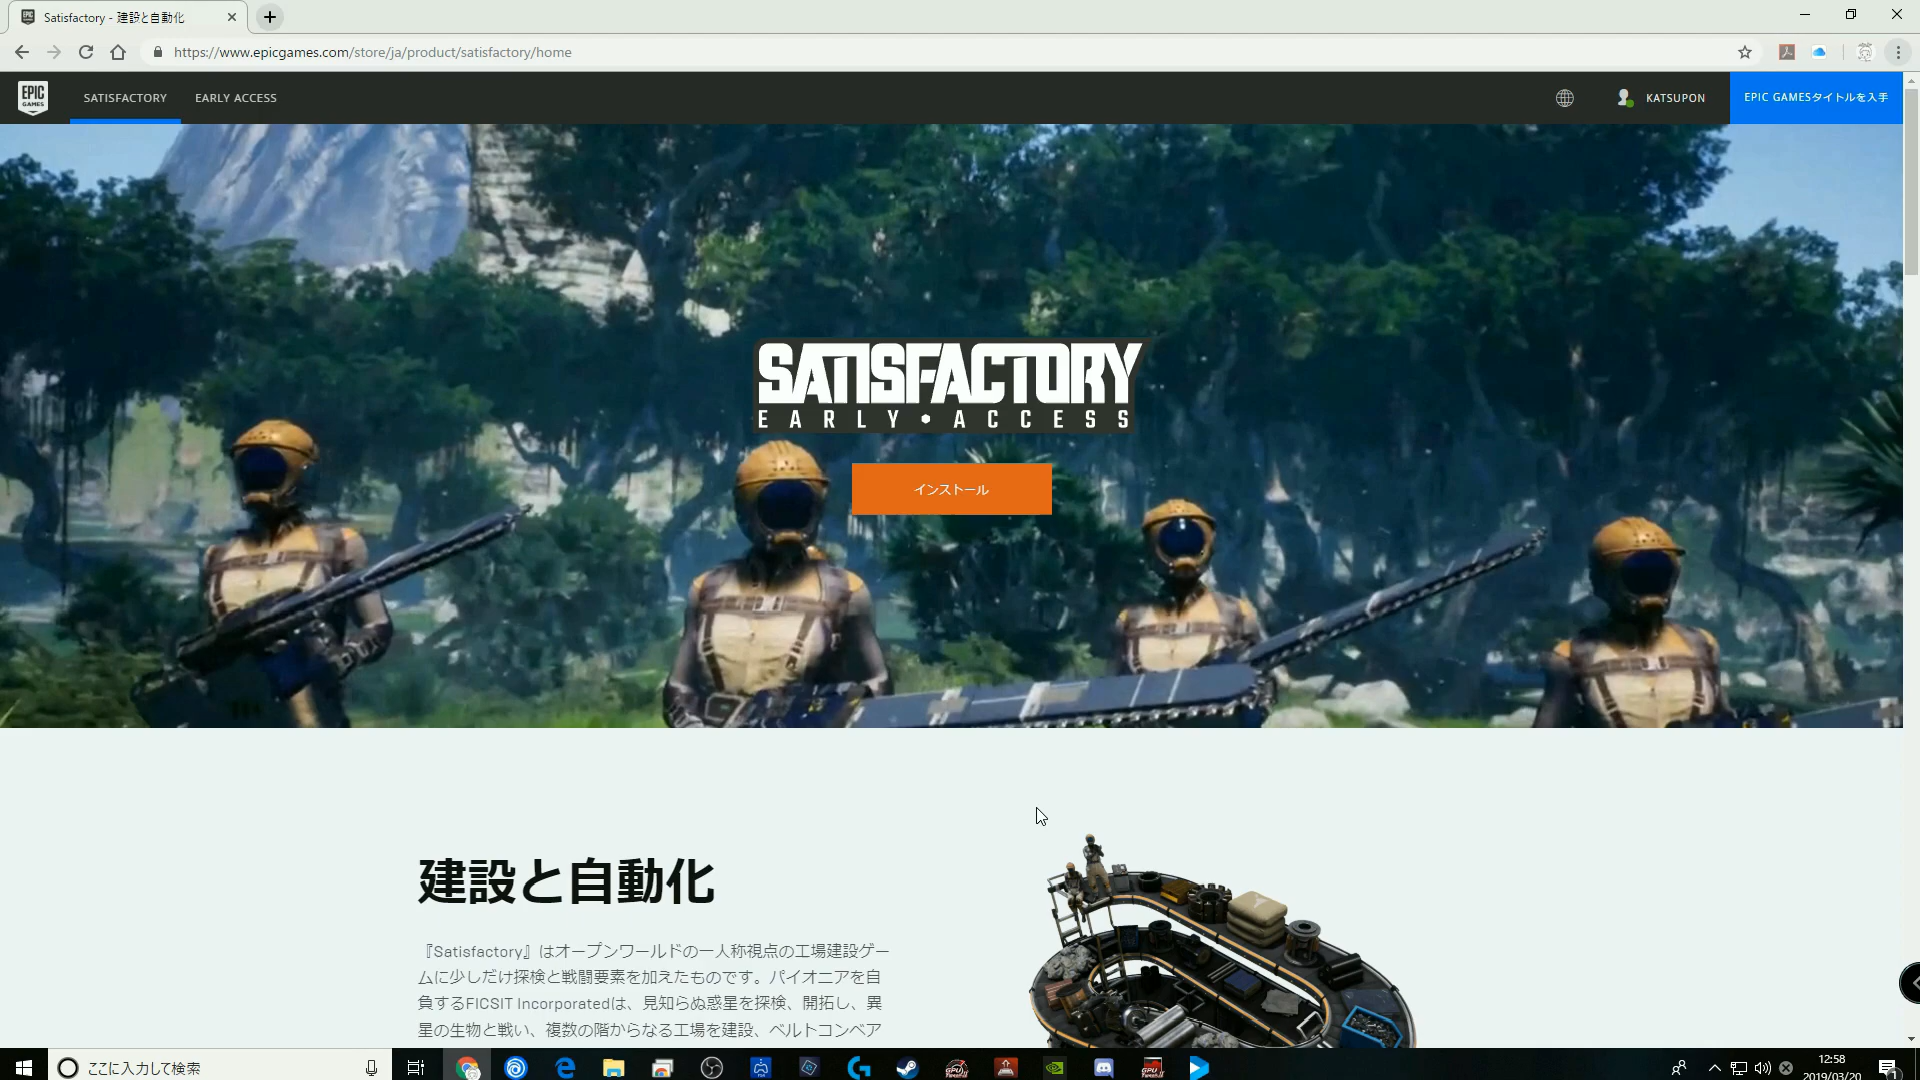 Satisfactory - 建設と自動化
https://www.epicgames.com/store/ja/product/satisfactory/home
EPIC
GAMES
SATISFACTORY
EARLY ACCESS
KATSUPON
EPIC GAMESタイトルを入手
SATISFACTORY
EARLY • ACCESS
インストール
建設と自動化
『Satisfactory』はオープンワールドの一人称視点の工場建設ゲー
ムに少しだけ探検と戦闘要素を加えたものです。パイオニアを自
負するFICSIT Incorporatedは、見知らぬ惑星を探検、開拓し、異
星の生物と戦い、複数の階からなる工場を建設、ベルトコンベア
ここに入力して検索
12:58
2019/03/20
1